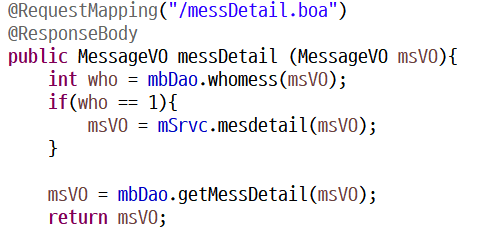 @RequestMapping("/messDetail.boa")
@ResponseBody
public MessageVO messDetail (MessageVO msVO){
    int who = mbDao.whomess(msVO);
    if(who == 1){
        msVO = mSrvc.mesdetail(msVO);
    }

    msVO = mbDao.getMessDetail(msVO);
    return msVO;